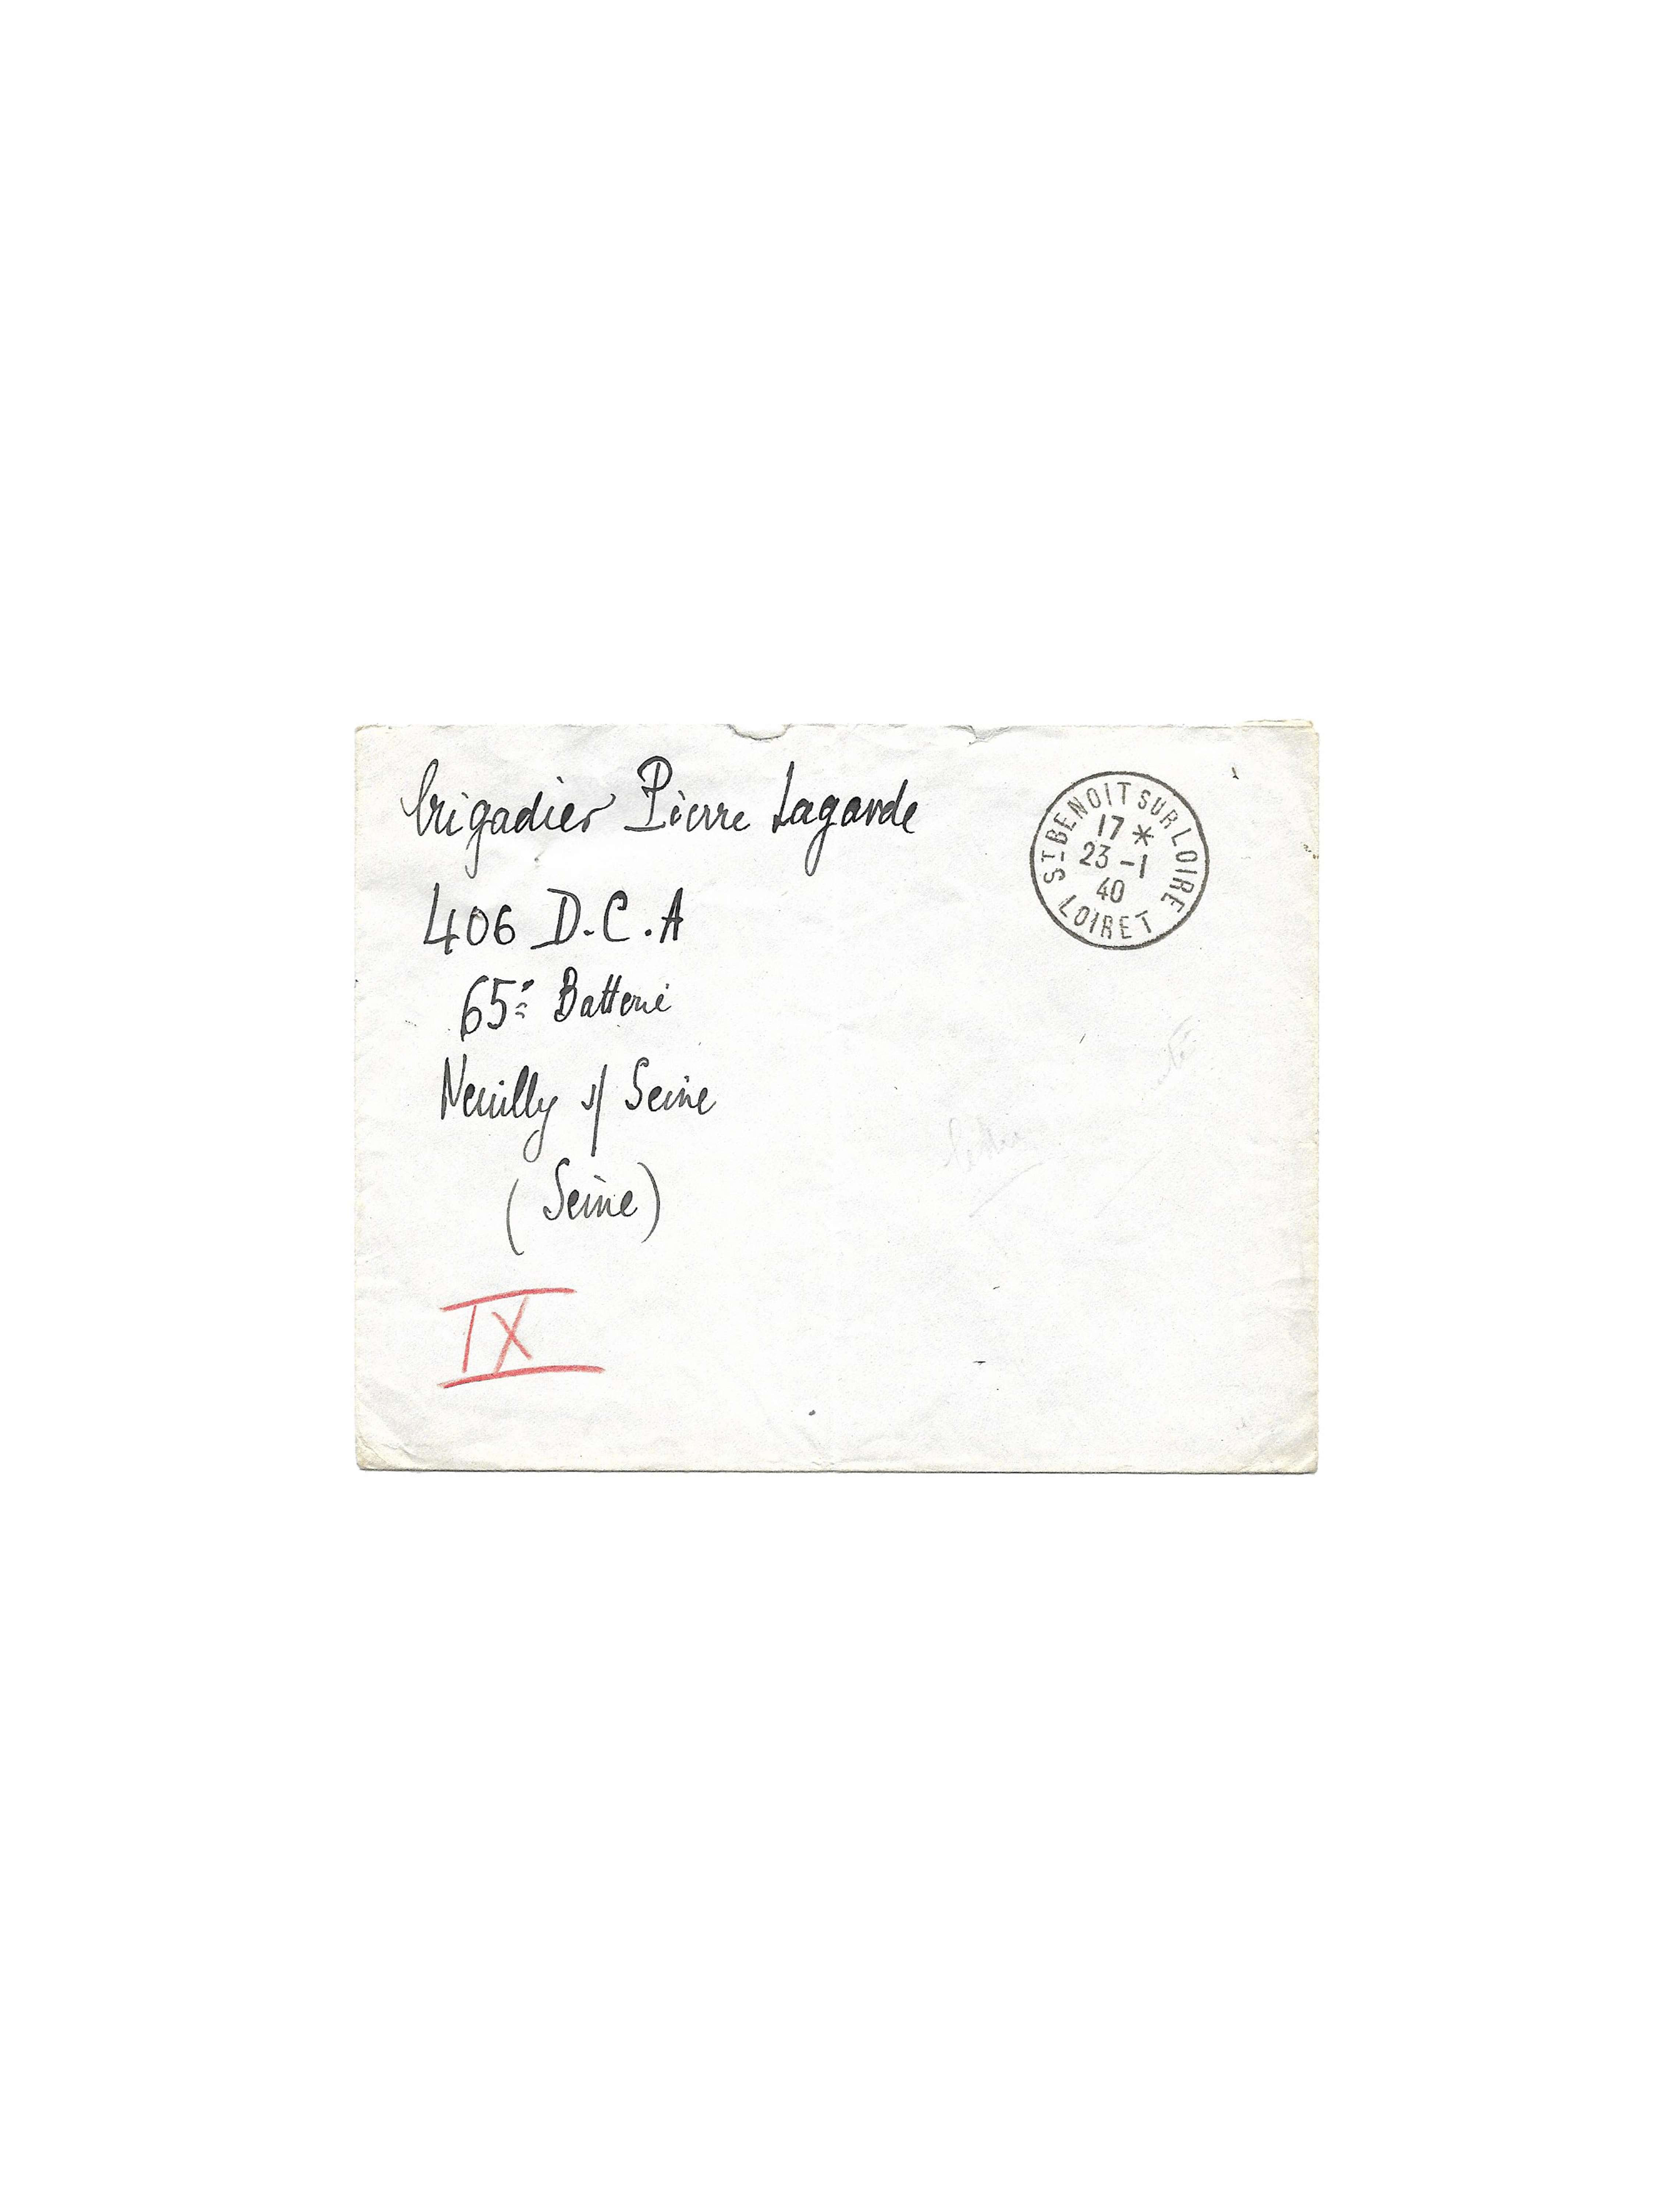 brigadier Pierre Lagarde
406 D.C.A
65e Batterie
Neuilly s/ Seine
(Seine)
IX
ST BENOIT SUR LOIRE
17 *
23 - 1
40
LOIRET